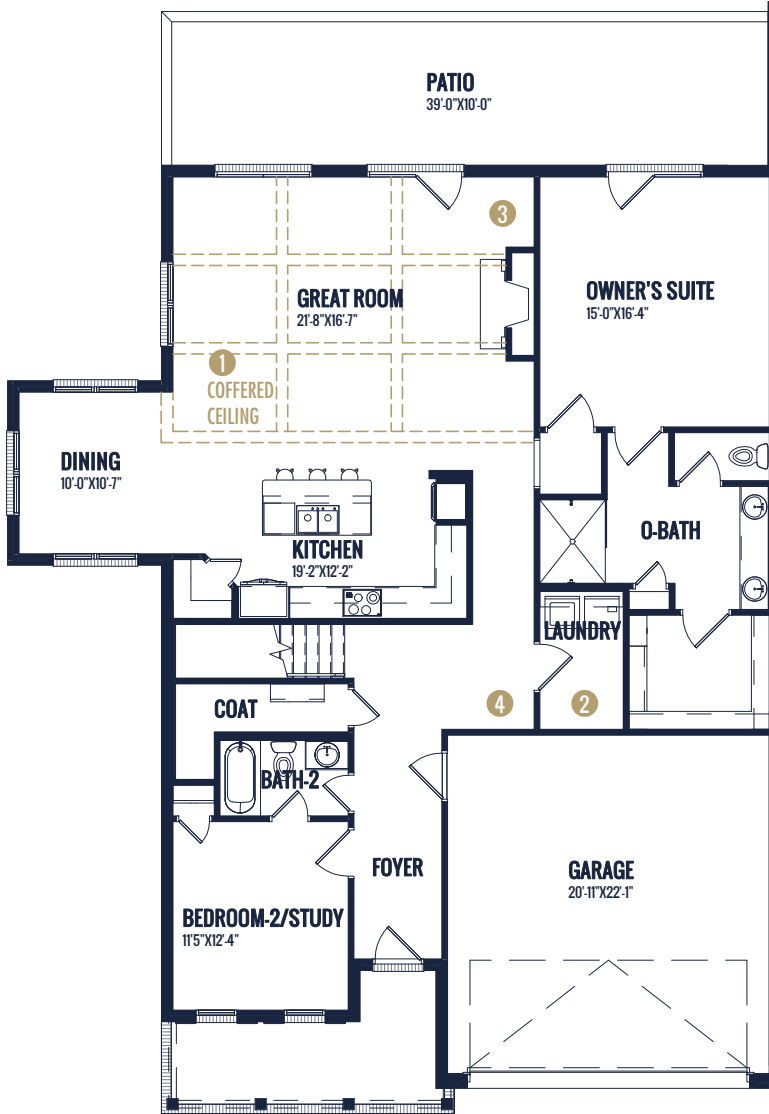 PATIO
39'-0"X10'-0"
3
GREAT ROOM
21'-8"X16'-7"
OWNER'S SUITE
15'-0"X16'-4"
1
COFFERED
CEILING
DINING
10'-0"X10'-7"
KITCHEN
19'-2"X12'-2"
O-BATH
LAUNDRY
COAT
4
2
BATH-2
FOYER
GARAGE
20'-11"X22'-1"
BEDROOM-2/STUDY
11'5"X12'-4"